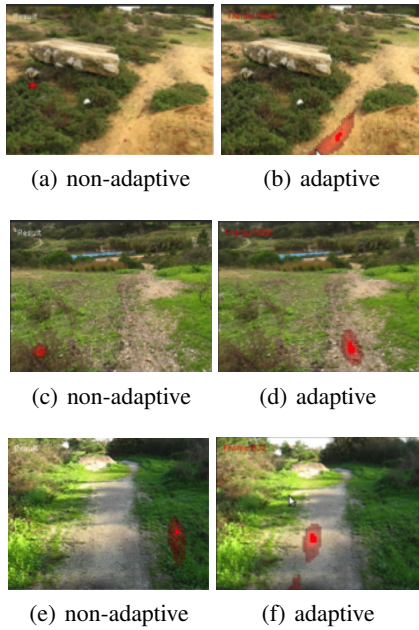 Result
(a) non-adaptive (b) adaptive
Result
(c) non-adaptive (d) adaptive
Result
(e) non-adaptive (f) adaptive